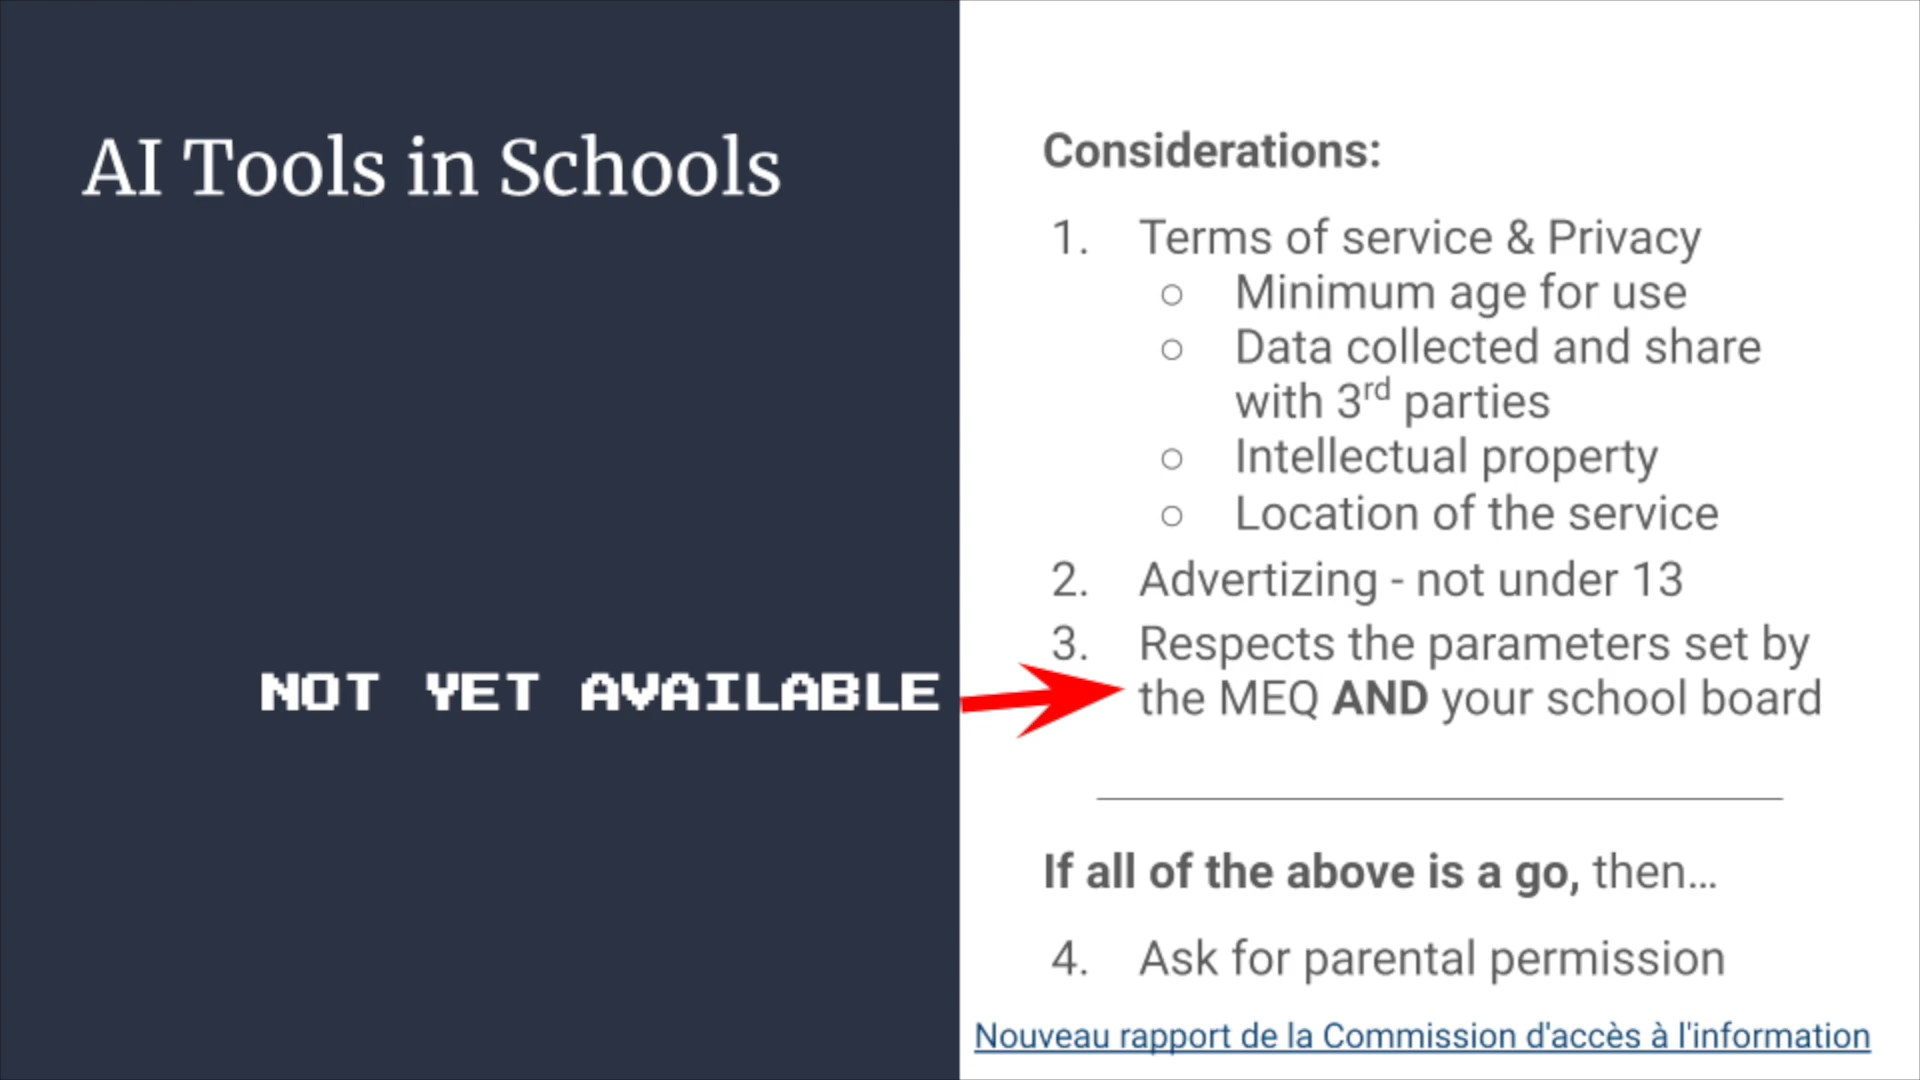 AI Tools in Schools
NOT YET AVAILABLE
Considerations:
1. Terms of service & Privacy
○ Minimum age for use
○ Data collected and share
with 3rd parties
○ Intellectual property
○ Location of the service
2. Advertizing - not under 13
3. Respects the parameters set by
the MEQ AND your school board
If all of the above is a go, then...
4. Ask for parental permission
Nouveau rapport de la Commission d'accès à l'information